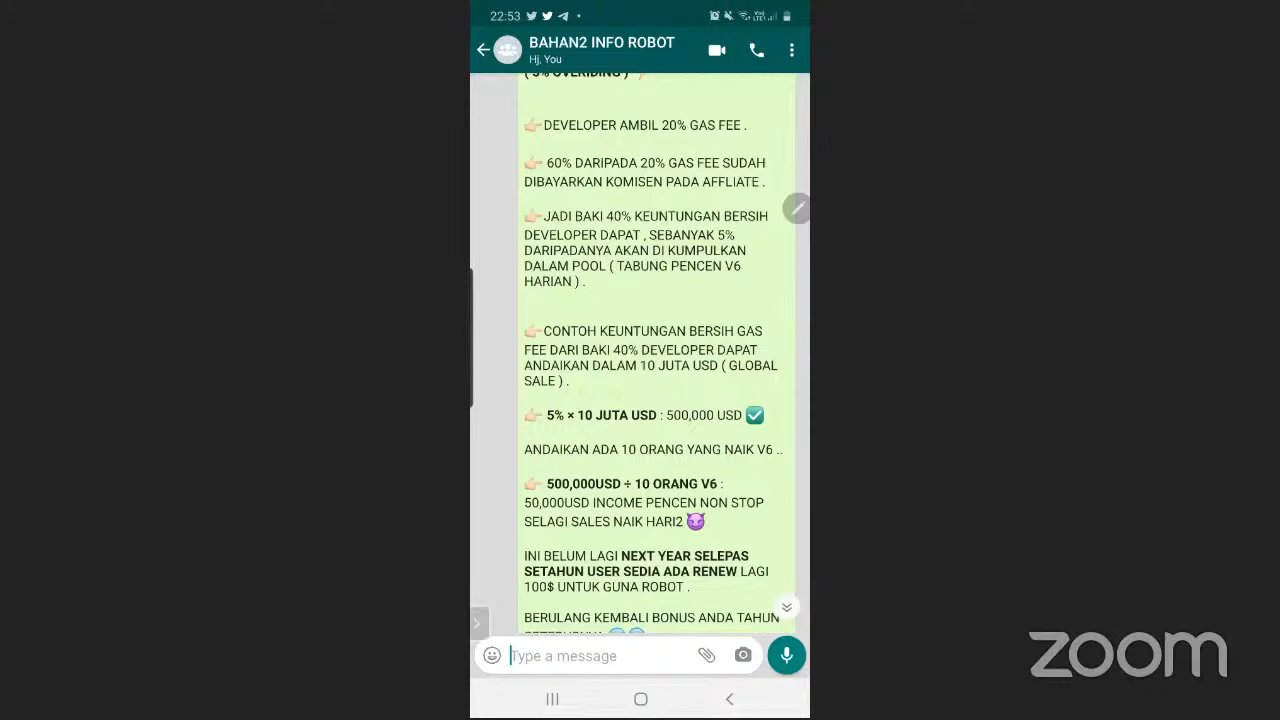 22:53
BAHAN2 INFO ROBOT
Hj, You
( 5% OVERIDING )
👉🏻DEVELOPER AMBIL 20% GAS FEE .
👉🏻 60% DARIPADA 20% GAS FEE SUDAH
DIBAYARKAN KOMISEN PADA AFFLIATE .
👉🏻JADI BAKI 40% KEUNTUNGAN BERSIH
DEVELOPER DAPAT , SEBANYAK 5%
DARIPADANYA AKAN DI KUMPULKAN
DALAM POOL ( TABUNG PENCEN V6
HARIAN ) .
👉🏻CONTOH KEUNTUNGAN BERSIH GAS
FEE DARI BAKI 40% DEVELOPER DAPAT
ANDAIKAN DALAM 10 JUTA USD ( GLOBAL
SALE ) .
👉🏻 5% × 10 JUTA USD : 500,000 USD ✅
ANDAIKAN ADA 10 ORANG YANG NAIK V6 ..
👉🏻 500,000USD ÷ 10 ORANG V6 :
50,000USD INCOME PENCEN NON STOP
SELAGI SALES NAIK HARI2 😈
INI BELUM LAGI NEXT YEAR SELEPAS
SETAHUN USER SEDIA ADA RENEW LAGI
100$ UNTUK GUNA ROBOT .
BERULANG KEMBALI BONUS ANDA TAHUN
Type a message
zoom